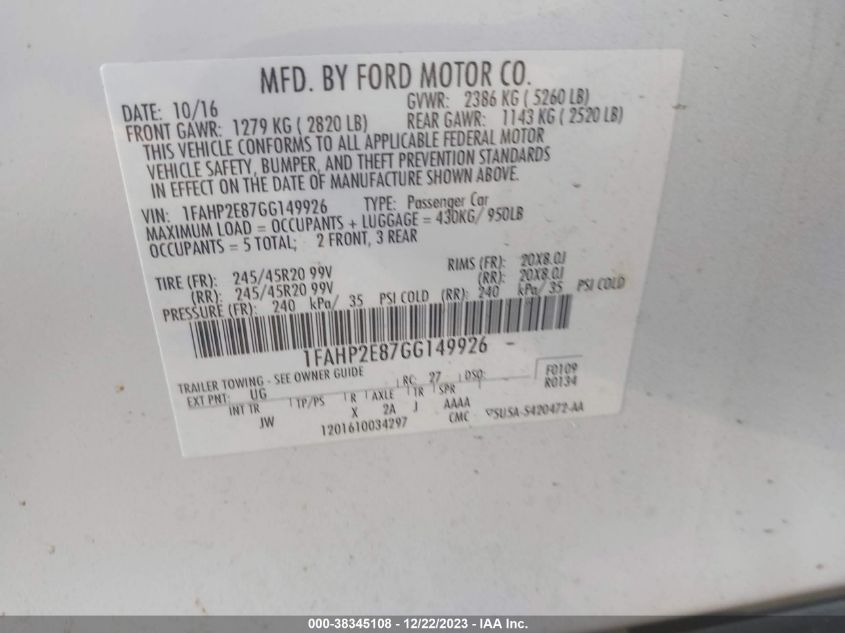 MFD. BY FORD MOTOR CO.
DATE: 10/16 GVWR: 2386 KG ( 5260 LB)
FRONT GAWR: 1279 KG ( 2820 LB) REAR GAWR: 1143 KG ( 2520 LB)
THIS VEHICLE CONFORMS TO ALL APPLICABLE FEDERAL MOTOR
VEHICLE SAFETY, BUMPER, AND THEFT PREVENTION STANDARDS
IN EFFECT ON THE DATE OF MANUFACTURE SHOWN ABOVE.
VIN: 1FAHP2E87GG149926 TYPE: Passenger Car
MAXIMUM LOAD = OCCUPANTS + LUGGAGE = 430KG/ 950LB
OCCUPANTS = 5 TOTAL; 2 FRONT, 3 REAR
TIRE (FR): 245/45R20 99V RIMS (FR): 20X8.0J
(RR): 245/45R20 99V (RR): 20X8.0J
PRESSURE (FR): 240 kPa/ 35 PSI COLD (RR): 240 kPa/ 35 PSI COLD
1FAHP2E87GG149926 -
TRAILER TOWING - SEE OWNER GUIDE F0109
EXT PNT: UG RC: 27 DSO: R0134
INT TR TP/PS R AXLE TR SPR
JW X 2A J AAAA
1201610034297 CMC ▽5U5A-5420472-AA
000-38345108 - 12/22/2023 - IAA Inc.